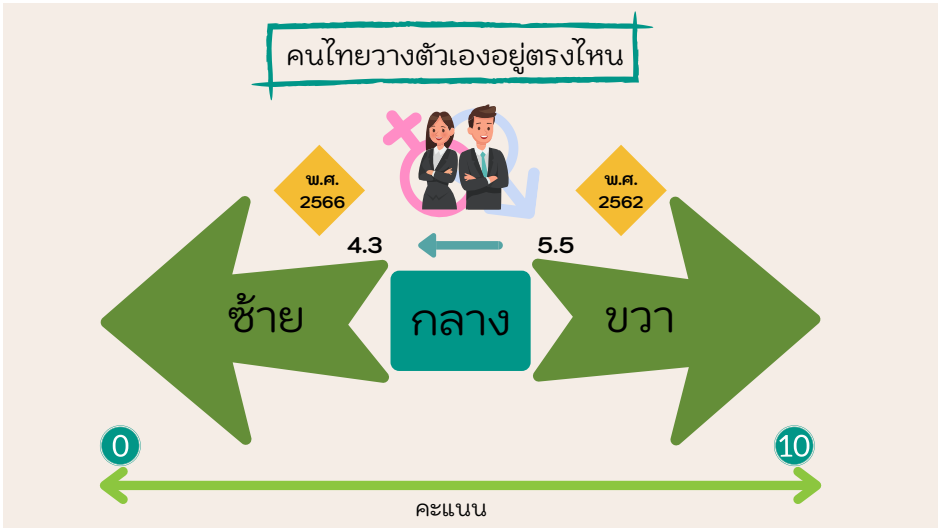 คนไทยวางตัวเองอยู่ตรงไหน
พ.ศ.
2566
พ.ศ.
2562
4.3
5.5
ซ้าย
กลาง
ขวา
0
10
คะแนน